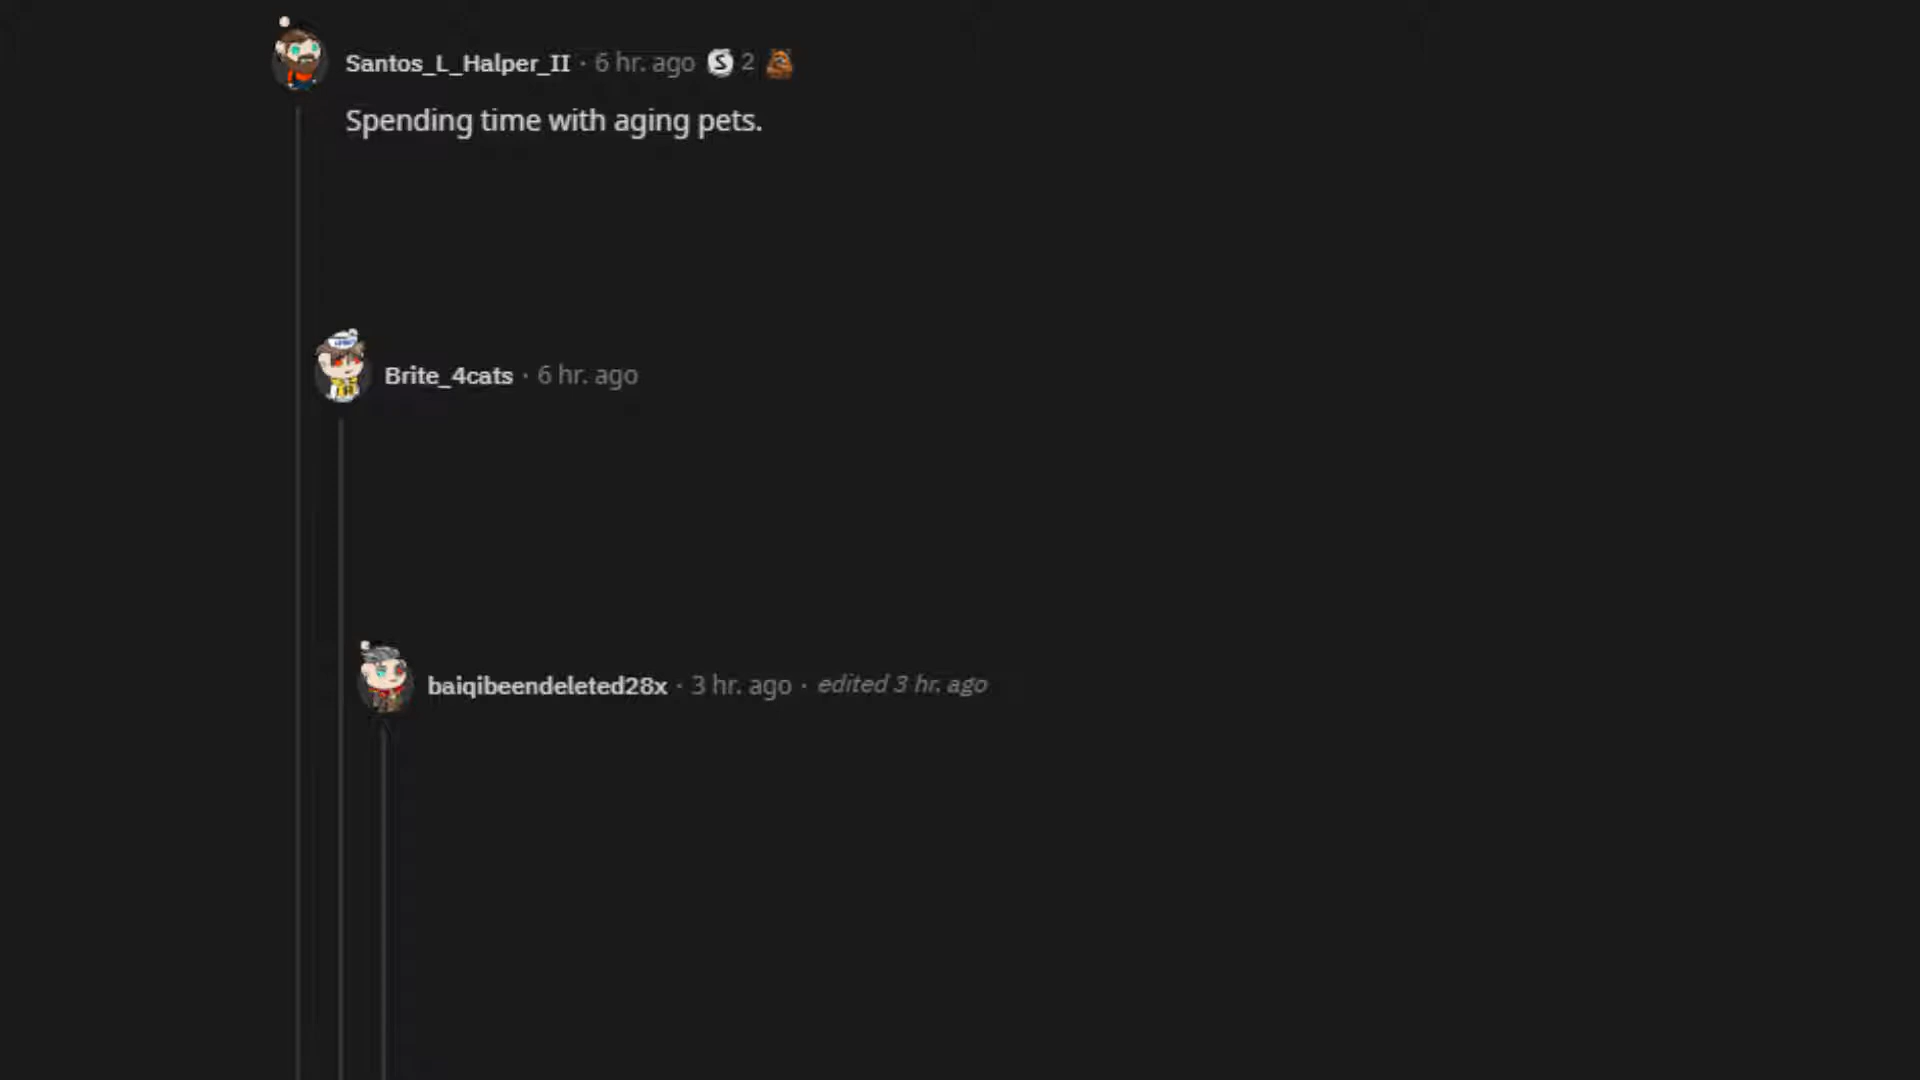 Santos_L_Halper_II · 6 hr. ago S 2
Spending time with aging pets.
Brite_4cats · 6 hr. ago
baiqibeendeleted28x · 3 hr. ago · edited 3 hr. ago